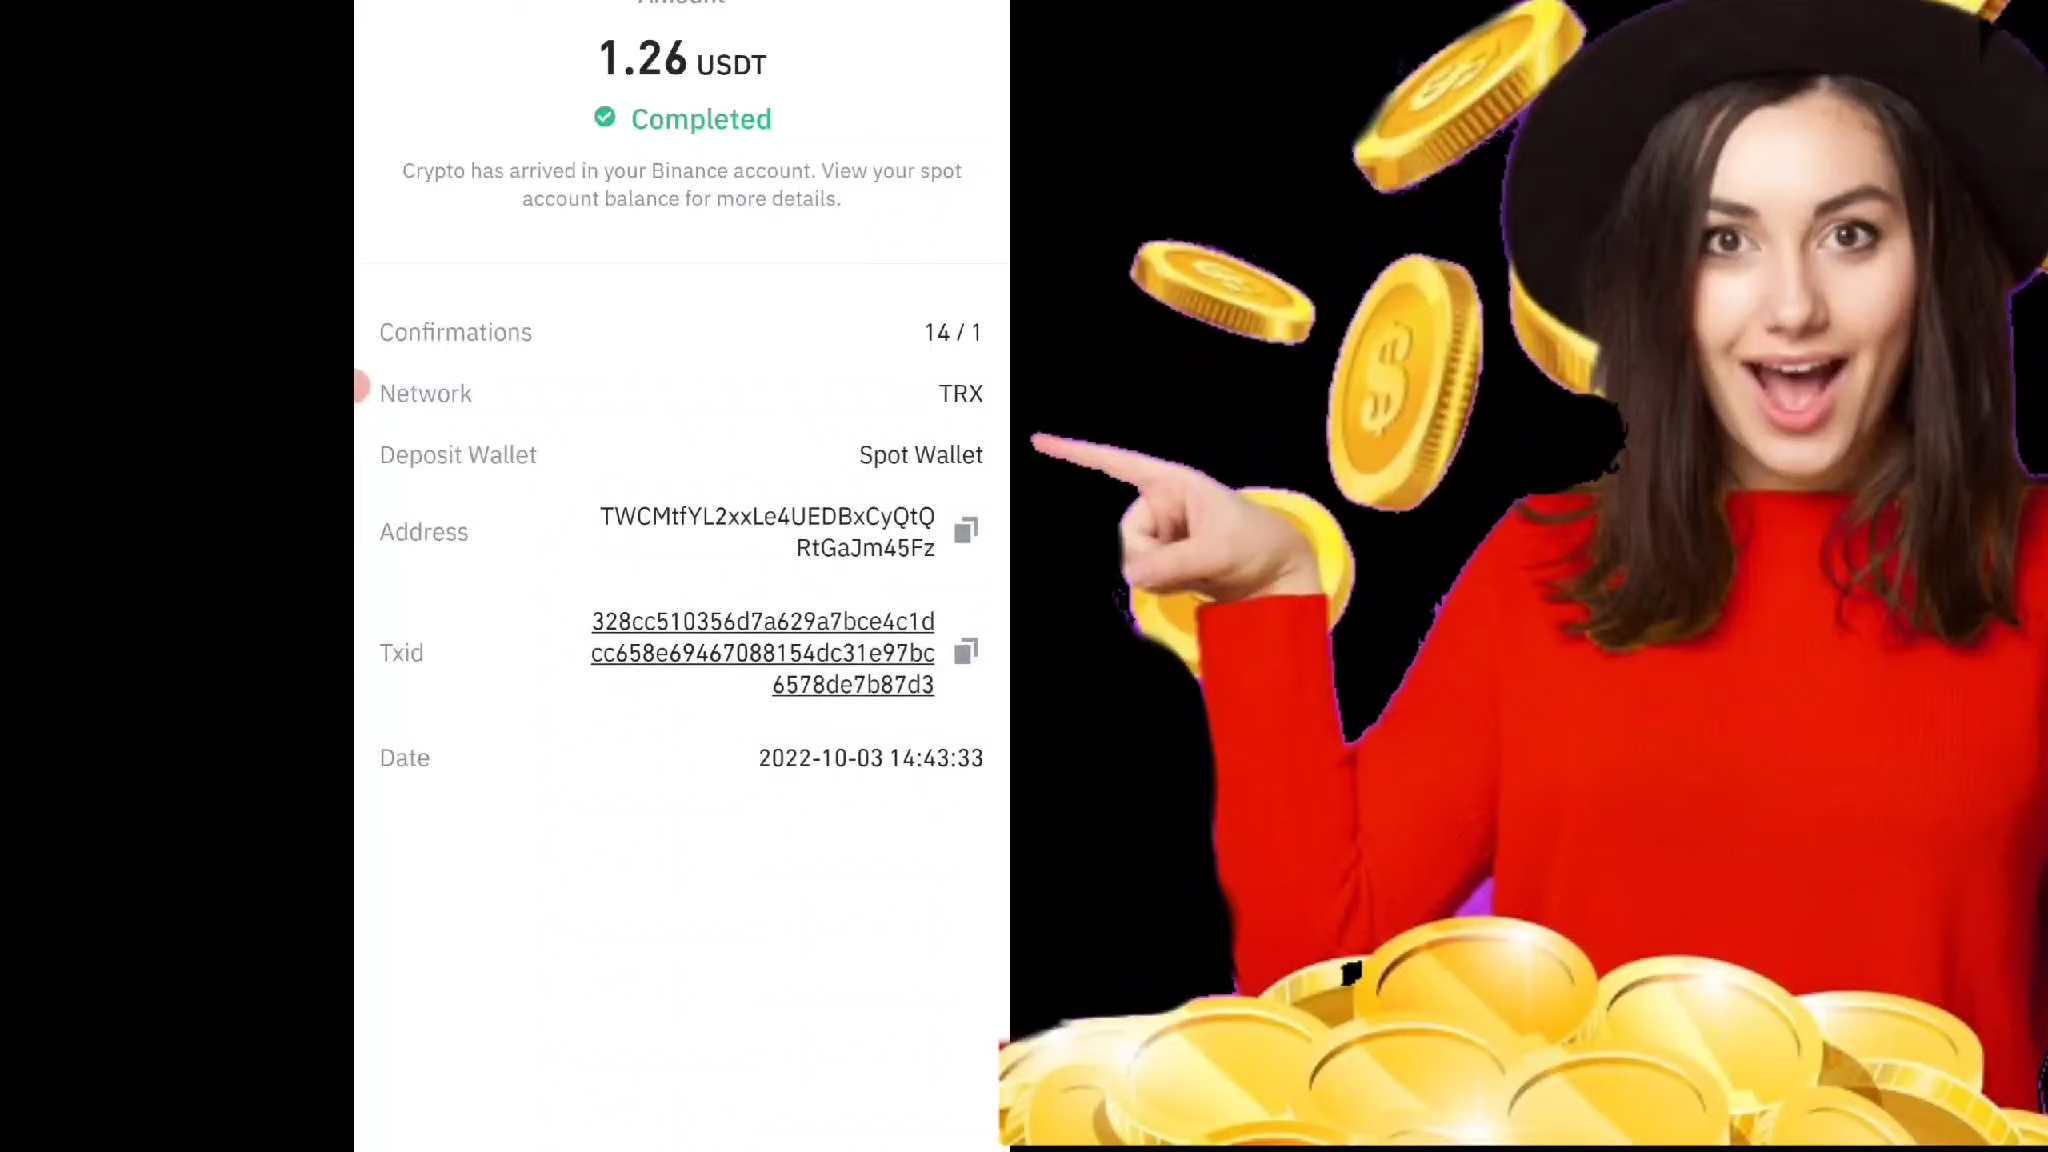 Amount
1.26 USDT
Completed
Crypto has arrived in your Binance account. View your spot
account balance for more details.
Confirmations 14 / 1
Network TRX
Deposit Wallet Spot Wallet
Address TWCMtfYL2xxLe4UEDBxCyQtQ
RtGaJm45Fz
Txid 328cc510356d7a629a7bce4c1d
cc658e69467088154dc31e97bc
6578de7b87d3
Date 2022-10-03 14:43:33